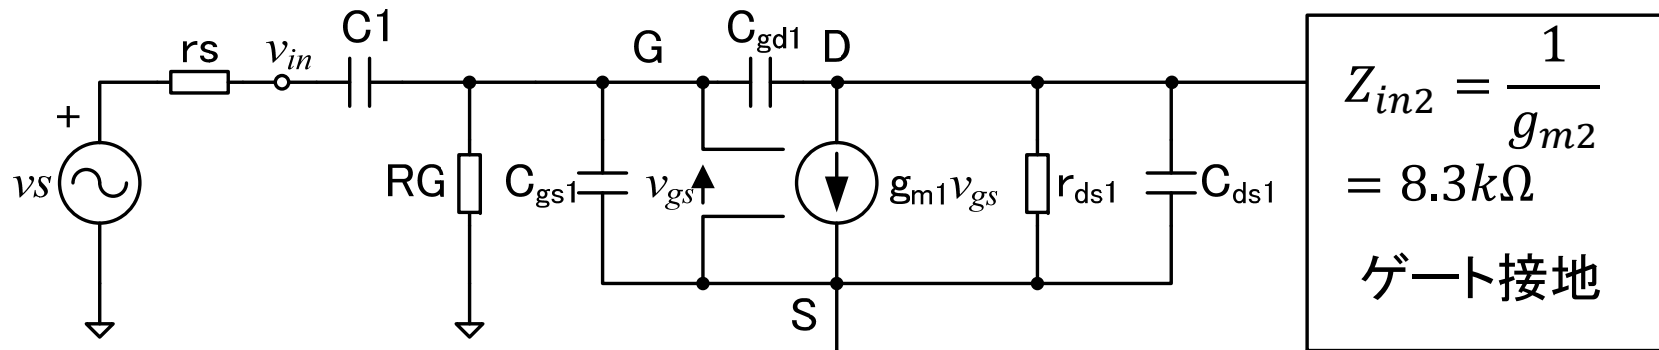 C1
C_gd1
rs
v_in
G
D
+
vs
RG
C_gs1
v_gs
g_m1 v_gs
r_ds1
C_ds1
S
Z_in2 = 1/g_m2
= 8.3kΩ
ゲート接地